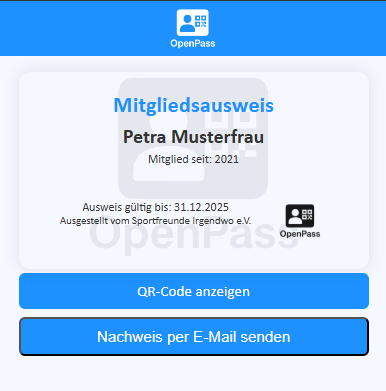 OpenPass
Mitgliedsausweis
Petra Musterfrau
Mitglied seit: 2021
Ausweis gültig bis: 31.12.2025
Ausgestellt vom Sportfreunde Irgendwo e.V.
OpenPass
OpenPass
QR-Code anzeigen
Nachweis per E-Mail senden